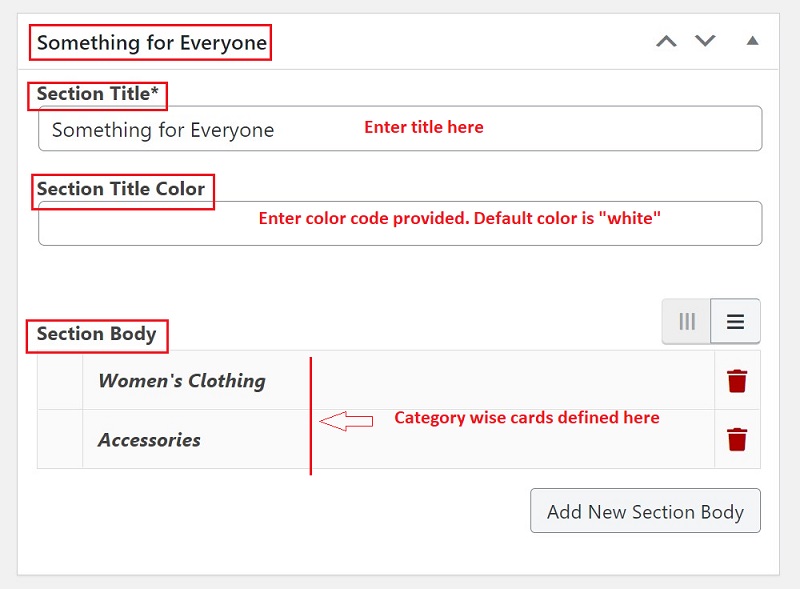 Something for Everyone
Section Title*
Something for Everyone
Enter title here
Section Title Color
Enter color code provided. Default color is "white"
Section Body
Women's Clothing
Category wise cards defined here
Accessories
Add New Section Body